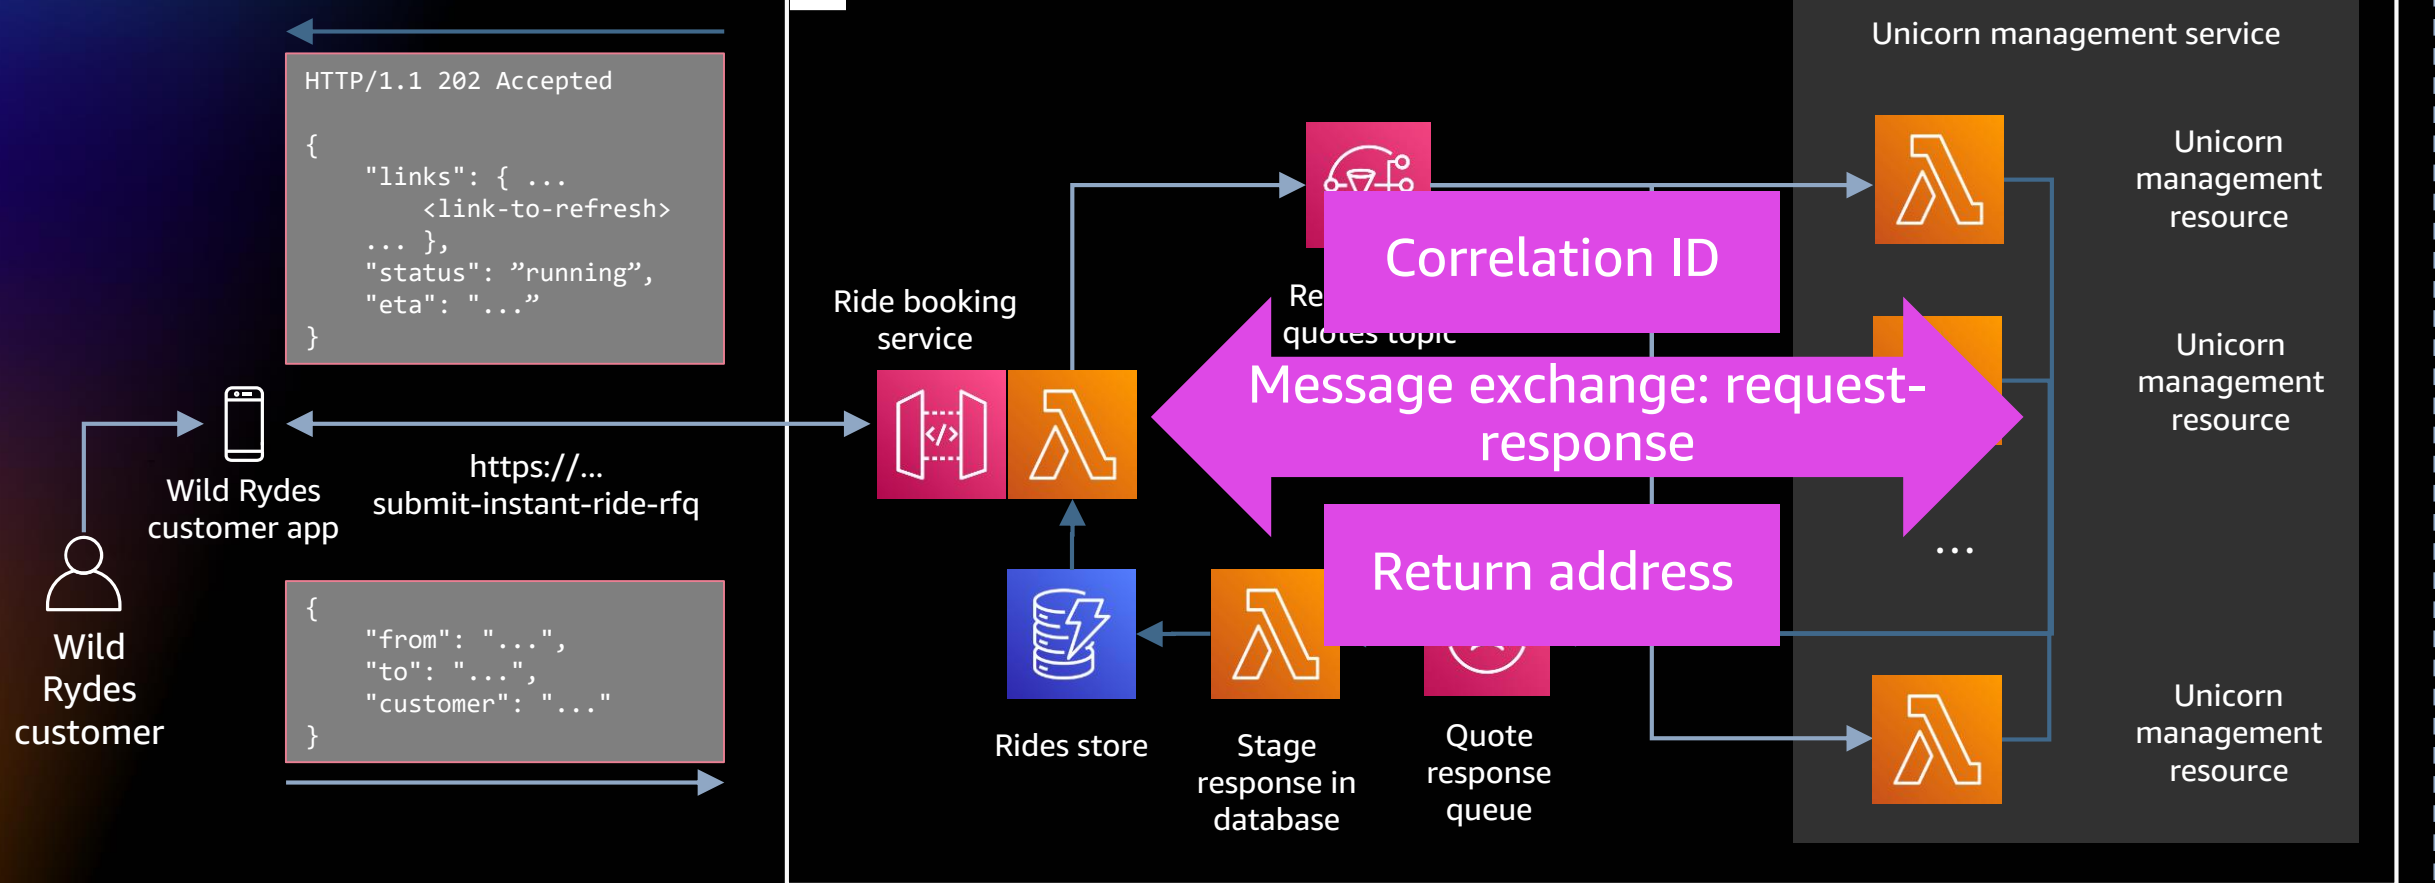 HTTP/1.1 202 Accepted
{
"links": { ...
<link-to-refresh>
... },
"status": ”running”,
"eta": "...”
}
Wild Rydes
customer app
https://...
submit-instant-ride-rfq
Wild
Rydes
customer
{
"from": "...",
"to": "...",
"customer": "..."
}
Ride booking
service
quotes topic
Correlation ID
Message exchange: request-
response
Return address
Rides store
Stage
response in
database
Quote
response
queue
Unicorn management service
Unicorn
management
resource
Unicorn
management
resource
...
Unicorn
management
resource